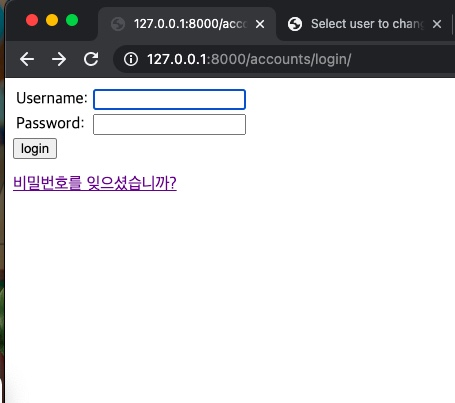 127.0.0.1:8000/acc
Select user to chan
127.0.0.1:8000/accounts/login/
Username:
Password:
login
비밀번호를 잊으셨습니까?